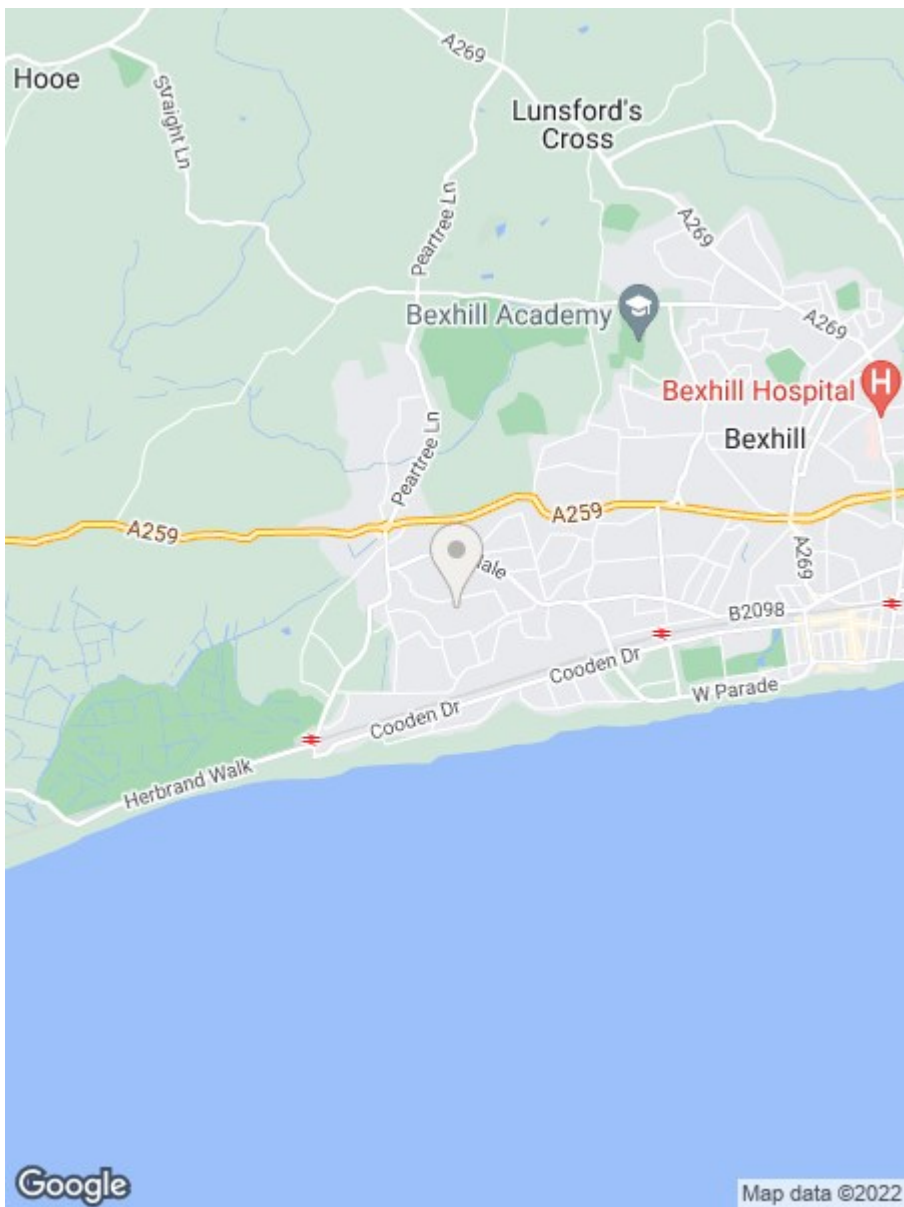 A269
Hooe
Lunsford's
Cross
Straight Ln
Peartree Ln
A269
Bexhill Academy
A269
Bexhill Hospital
H
Bexhill
Peartree Ln
A259
A259
A269
B2098
Cooden Dr
W Parade
Cooden Dr
Herbrand Walk
Google
Map data ©2022